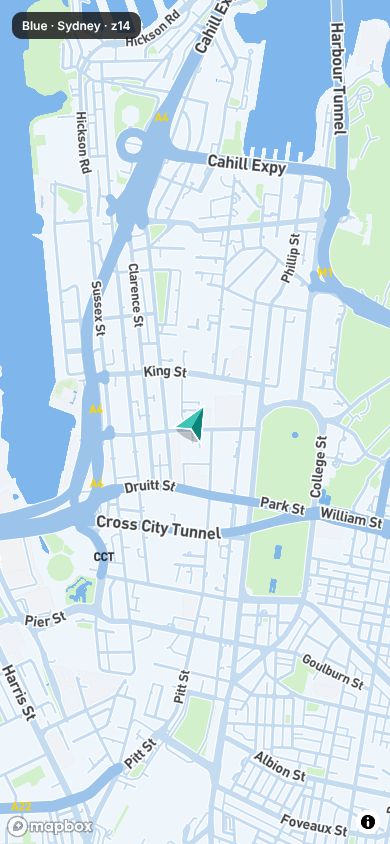 Blue · Sydney · z14
Hickson Rd
Cahill Ex
Harbour Tunnel
A4
Hickson Rd
Cahill Expy
Phillip St
M1
Clarence St
Sussex St
King St
A4
College St
A4
Druitt St
Park St
William St
Cross City Tunnel
CCT
Pier St
Goulburn St
Harris St
Pitt St
Pitt St
Albion St
A22
Foveaux St
mapbox